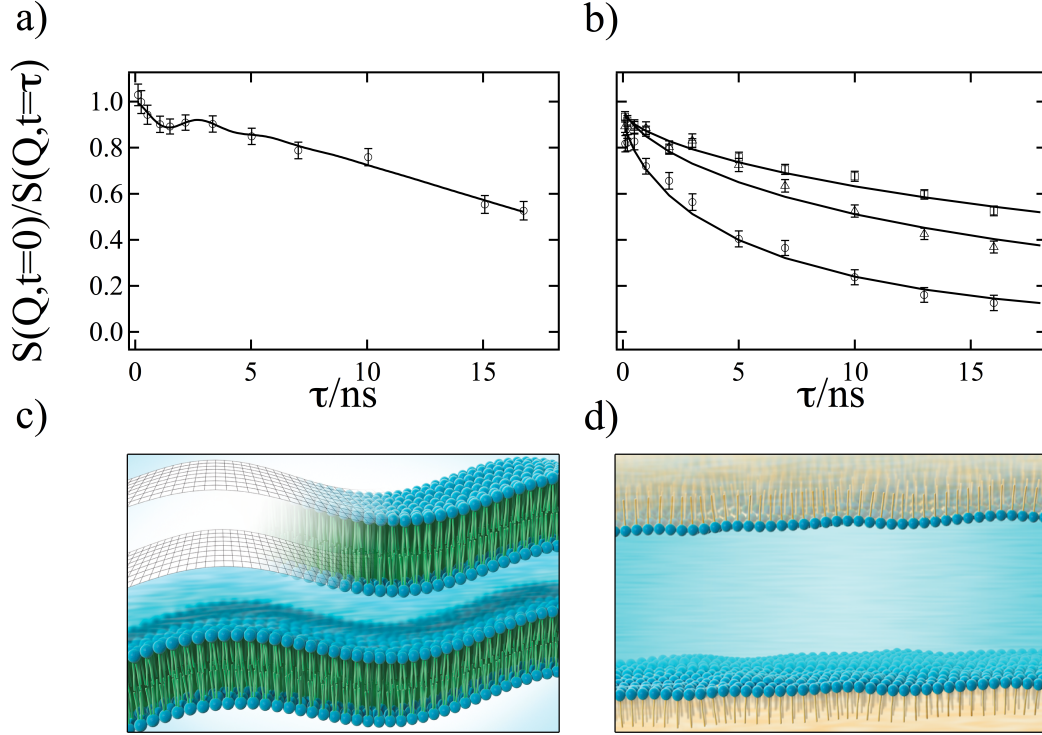 a)
b)
S(Q,t=0)/S(Q,t=τ)
1.0
0.8
0.6
0.4
0.2
0.0
0 5 10 15
τ/ns
0 5 10 15
τ/ns
c)
d)